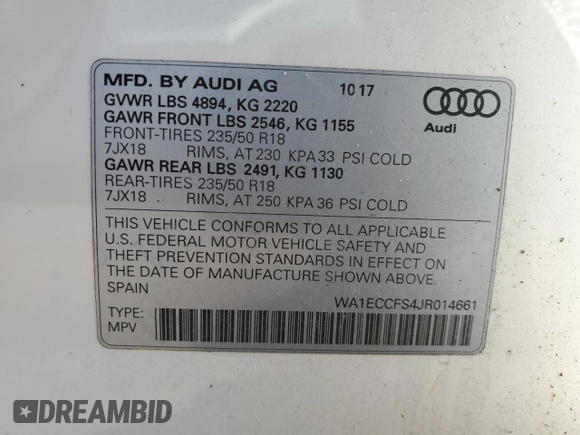 MFD. BY AUDI AG 10 17
GVWR LBS 4894, KG 2220
GAWR FRONT LBS 2546, KG 1155
FRONT-TIRES 235/50 R18
7JX18 RIMS, AT 230 KPA 33 PSI COLD
GAWR REAR LBS 2491, KG 1130
REAR-TIRES 235/50 R18
7JX18 RIMS, AT 250 KPA 36 PSI COLD
Audi
THIS VEHICLE CONFORMS TO ALL APPLICABLE
U.S. FEDERAL MOTOR VEHICLE SAFETY AND
THEFT PREVENTION STANDARDS IN EFFECT ON
THE DATE OF MANUFACTURE SHOWN ABOVE.
SPAIN
WA1ECCFS4JR014661
TYPE:
MPV
DREAMBID